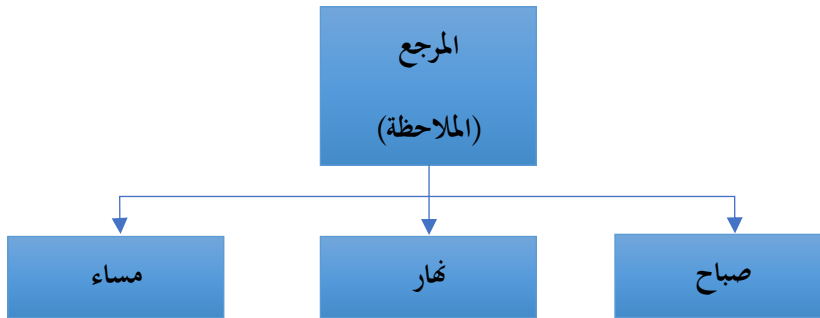 المرجع
(الملاحظة)
صباح
نهار
مساء